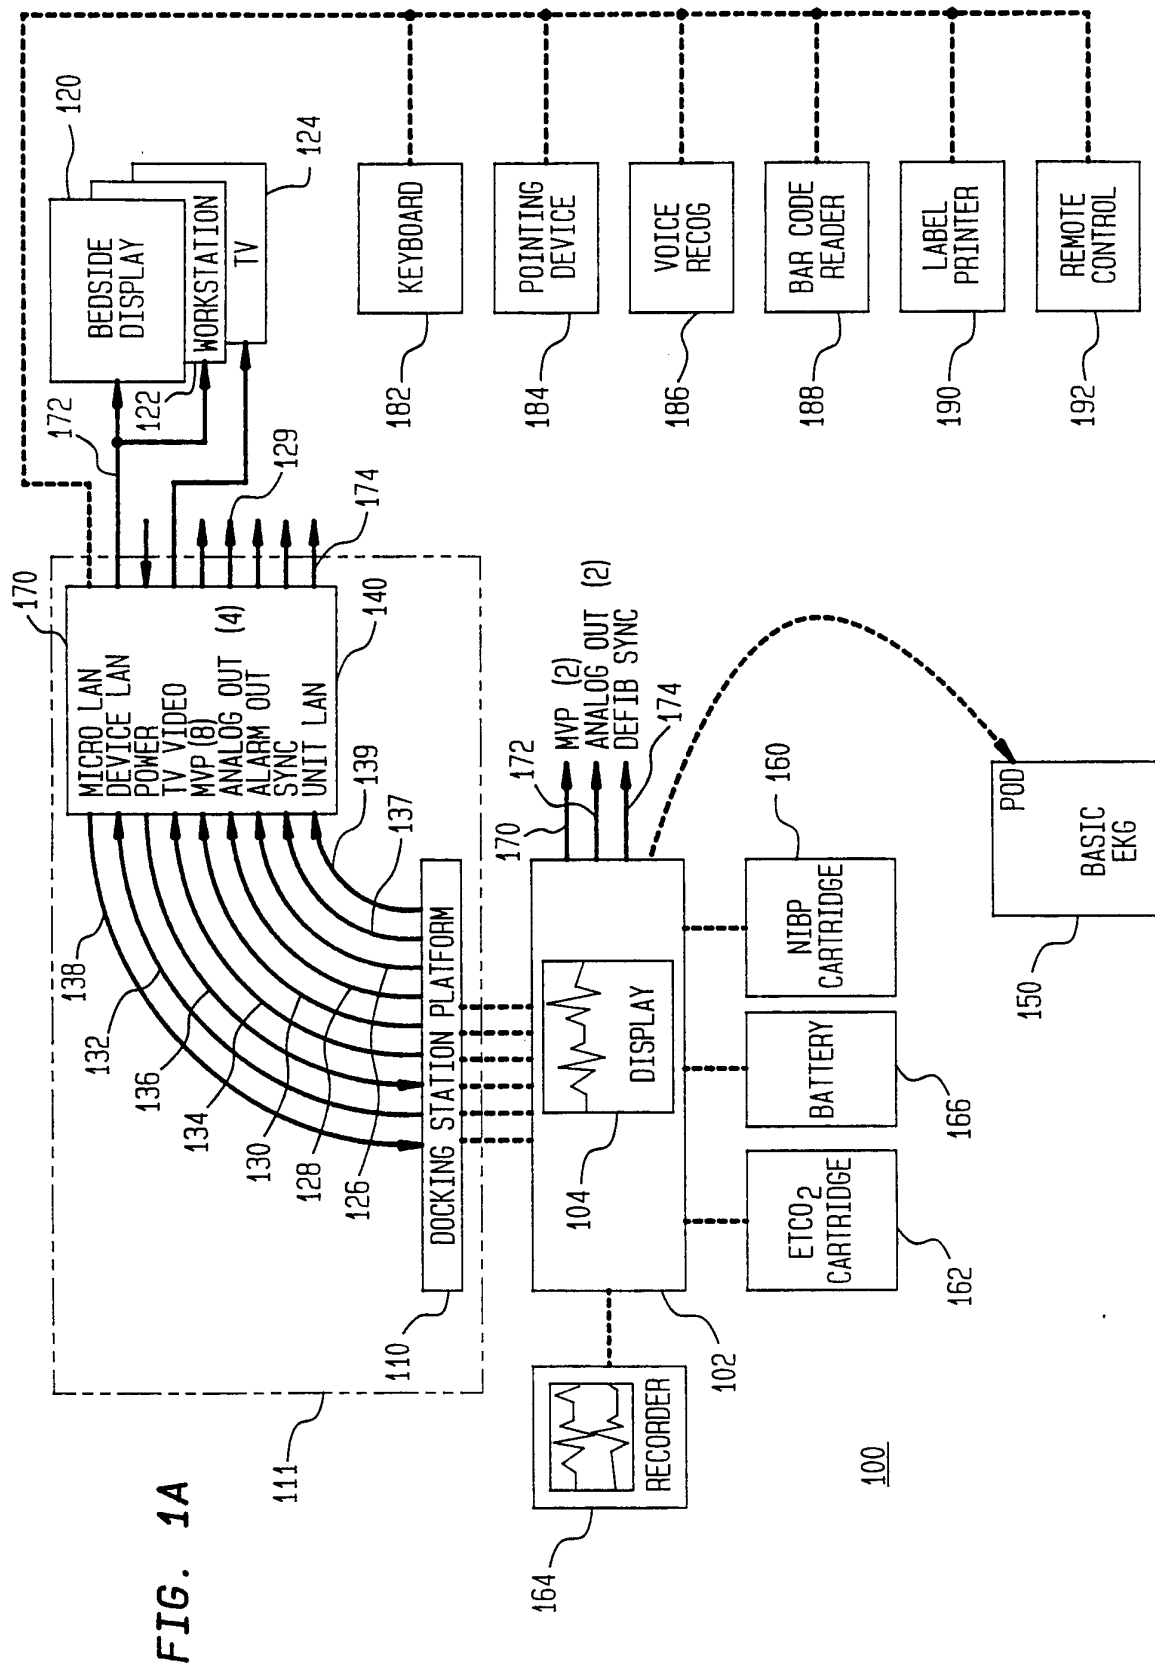 FIG. 1A
170
MICRO LAN
DEVICE LAN
POWER
TV VIDEO
MVP (8)
ANALOG OUT (4)
ALARM OUT
SYNC
UNIT LAN
140
172
129
174
120
BEDSIDE
DISPLAY
122
WORKSTATION
TV
124
111
138
132
136
134
130
128
126
137
139
110
DOCKING STATION PLATFORM
KEYBOARD
182
POINTING
DEVICE
184
VOICE
RECOG
186
BAR CODE
READER
188
LABEL
PRINTER
190
REMOTE
CONTROL
192
MVP (2)
ANALOG OUT (2)
DEFIB SYNC
170
172
174
DISPLAY
104
102
RECORDER
164
ETCO2
CARTRIDGE
162
BATTERY
166
NIBP
CARTRIDGE
160
POD
BASIC
EKG
150
100